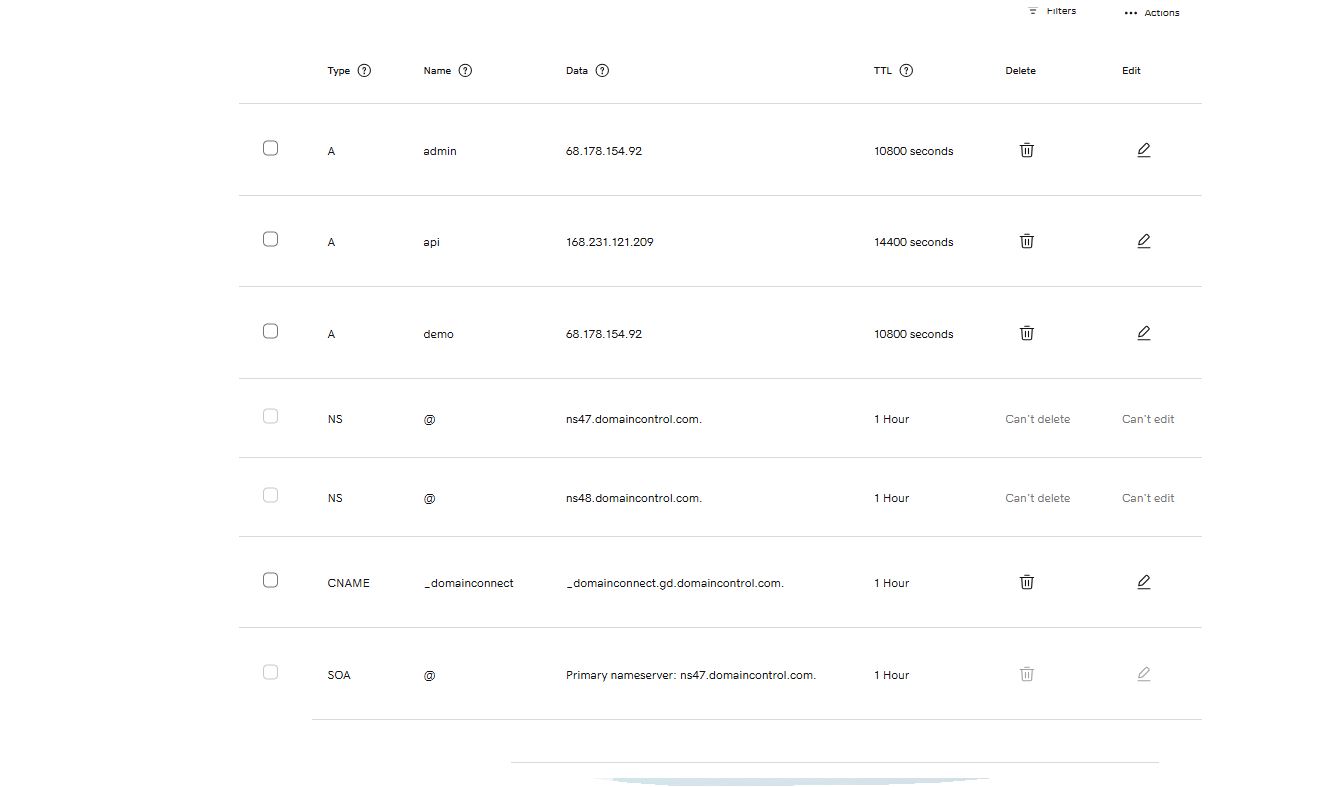 Filters ... Actions
Type ? Name ? Data ? TTL ? Delete Edit
A admin 68.178.154.92 10800 seconds
A api 168.231.121.209 14400 seconds
A demo 68.178.154.92 10800 seconds
NS @ ns47.domaincontrol.com. 1 Hour Can't delete Can't edit
NS @ ns48.domaincontrol.com. 1 Hour Can't delete Can't edit
CNAME _domainconnect _domainconnect.gd.domaincontrol.com. 1 Hour
SOA @ Primary nameserver: ns47.domaincontrol.com. 1 Hour